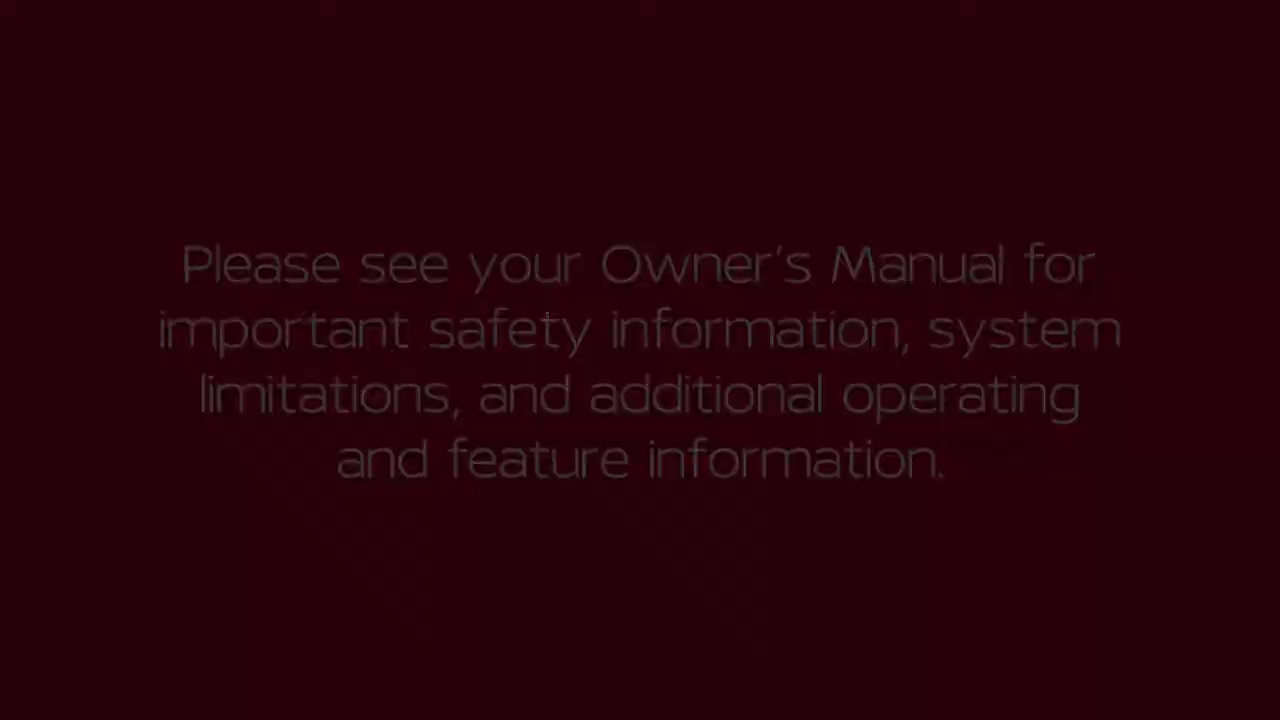 Please see your Owner's Manual for
important safety information, system
limitations, and additional operating
and feature information.